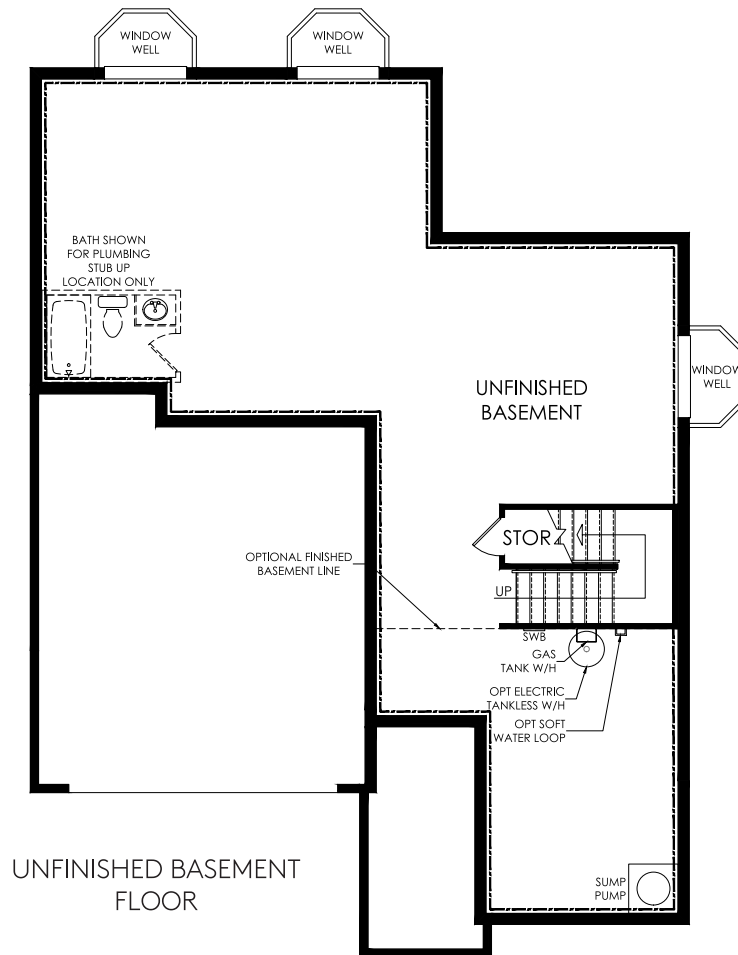 WINDOW
WELL
WINDOW
WELL
BATH SHOWN
FOR PLUMBING
STUB UP
LOCATION ONLY
WINDOW
WELL
UNFINISHED
BASEMENT
STOR
OPTIONAL FINISHED
BASEMENT LINE
UP
SWB
GAS
TANK W/H
OPT ELECTRIC
TANKLESS W/H
OPT SOFT
WATER LOOP
SUMP
PUMP
UNFINISHED BASEMENT
FLOOR